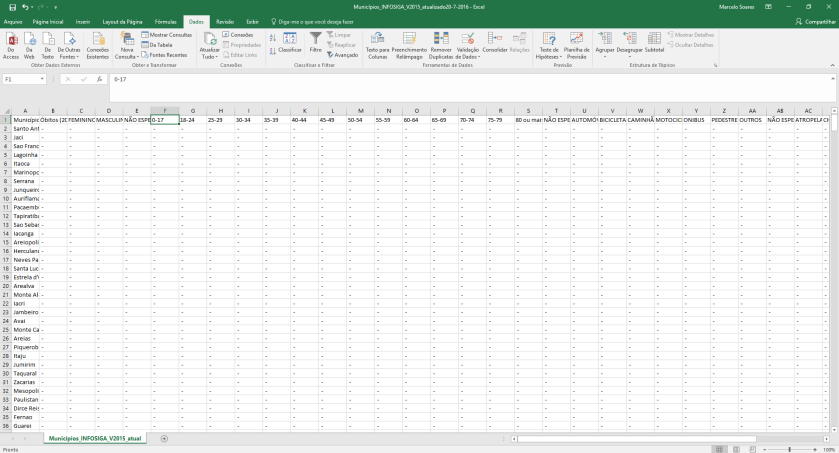 Municipios_INFOSIGA_V2015_atualizado20-7-2016 - Excel
Marcelo Soares
Arquivo Página Inicial Inserir Layout da Página Fórmulas Dados Revisão Exibir Diga-me o que você deseja fazer Compartilhar
Do Access Da Web De Texto De Outras Fontes Conexões Existentes
Obter Dados Externos
Nova Consulta Mostrar Consultas Da Tabela Fontes Recentes
Obter e Transformar
Atualizar Tudo Conexões Propriedades Editar Links
Conexões
Classificar Filtro Limpar Reaplicar Avançado
Classificar e Filtrar
Texto para Colunas Preenchimento Relâmpago Remover Duplicatas Validação de Dados Consolidar Relações
Ferramentas de Dados
Teste de Hipóteses Planilha de Previsão
Previsão
Agrupar Desagrupar Subtotal Mostrar Detalhes Ocultar Detalhes
Estrutura de Tópicos
F1 0-17
A B C D E F G H I J K L M N O P Q R S T U V W X Y Z AA AB AC
1 Município Óbitos (20 FEMININO MASCULIN NÃO ESPE 0-17 18-24 25-29 30-34 35-39 40-44 45-49 50-54 55-59 60-64 65-69 70-74 75-79 80 ou mai NÃO ESPE AUTOMÓV BICICLETA CAMINHÃ MOTOCICL ONIBUS PEDESTRE OUTROS NÃO ESPE ATROPELA
2 Santo Ant
3 Jaci
4 Sao Franc
5 Lagoinha
6 Itaoca
7 Marinopo
8 Serrana
9 Junqueiro
10 Auriflama
11 Pacaembu
12 Tapiratiba
13 Sao Sebas
14 Iacanga
15 Areiopoli
16 Herculan
17 Neves Pa
18 Santa Luc
19 Estrela d'
20 Arealva
21 Monte Al
22 Iacri
23 Jambeiro
24 Avai
25 Monte Ca
26 Areias
27 Piquerob
28 Itaju
29 Jumirim
30 Taquaral
31 Zacarias
32 Mesopoli
33 Paulistan
34 Dirce Reis
35 Fernao
36 Guarei
Municipios_INFOSIGA_V2015_atual
Pronto 100%